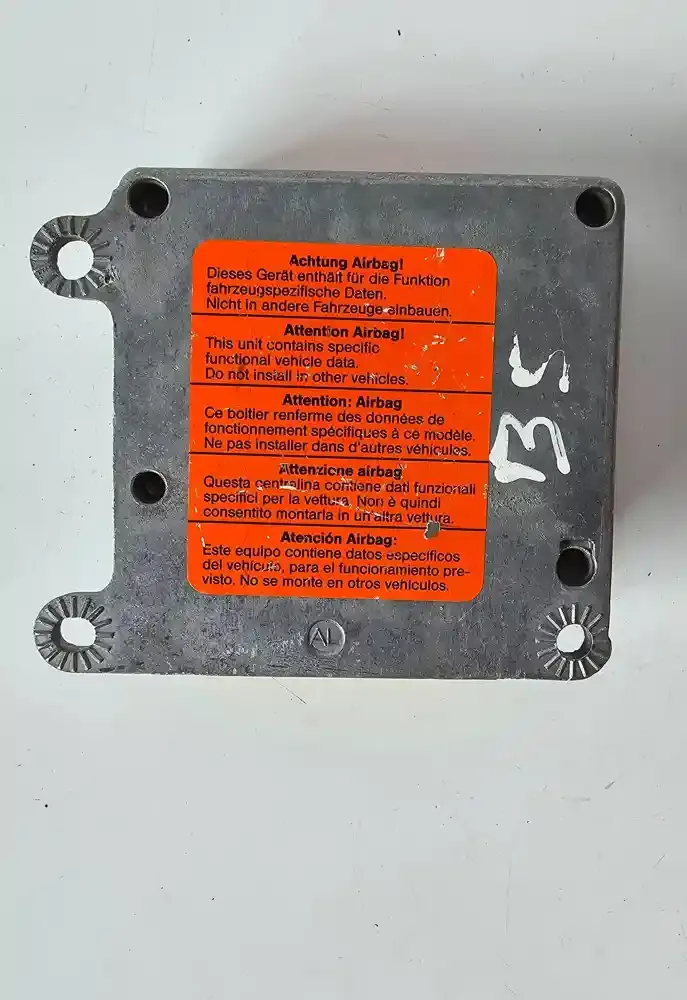 Achtung Airbag!
Dieses Gerät enthält für die Funktion
fahrzeugspezifische Daten.
Nicht in andere Fahrzeuge einbauen.
Attention Airbag!
This unit contains specific
functional vehicle data.
Do not install in other vehicles.
Attention: Airbag
Ce boîtier renferme des données de
fonctionnement spécifiques à ce modèle.
Ne pas installer dans d'autres véhicules.
Attenzione airbag
Questa centralina contiene dati funzionali
specifici per la vettura. Non è quindi
consentito montarla in un'altra vettura.
Atención Airbag:
Este equipo contiene datos específicos
del vehículo, para el funcionamiento pre-
visto. No se monte en otros vehículos.
AL